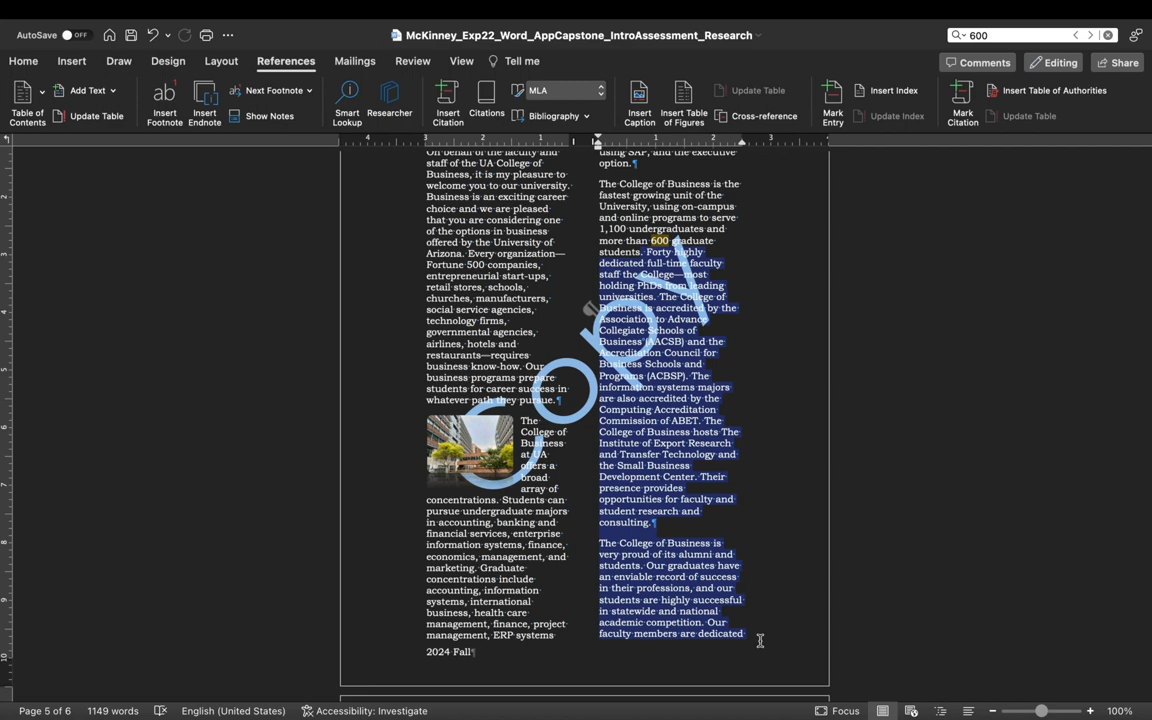 AutoSave OFF
McKinney_Exp22_Word_AppCapstone_IntroAssessment_Research
600
Home Insert Draw Design Layout References Mailings Review View Tell me
Comments Editing Share
Table of Contents
Add Text
Update Table
Insert Footnote
Insert Endnote
Next Footnote
Show Notes
Smart Lookup
Researcher
Insert Citation
Citations
MLA
Bibliography
Insert Caption
Insert Table of Figures
Update Table
Cross-reference
Mark Entry
Insert Index
Update Index
Mark Citation
Insert Table of Authorities
Update Table
4 3 2 1 1 2 3
On behalf of the faculty and
staff of the UA College of
Business, it is my pleasure to
welcome you to our university.
Business is an exciting career
choice and we are pleased
that you are considering one
of the options in business
offered by the University of
Arizona. Every organization—
Fortune 500 companies,
entrepreneurial start-ups,
retail stores, schools,
churches, manufacturers,
social service agencies,
technology firms,
governmental agencies,
airlines, hotels and
restaurants—requires
business know-how. Our
business programs prepare
students for career success in
whatever path they pursue.¶
The
College of
Business
at UA
offers a
broad
array of
concentrations. Students can
pursue undergraduate majors
in accounting, banking and
financial services, enterprise
information systems, finance,
economics, management, and
marketing. Graduate
concentrations include
accounting, information
systems, international
business, health care
management, finance, project
management, ERP systems
2024 Fall¶
using SAP, and the executive
option.¶
The College of Business is the
fastest growing unit of the
University, using on-campus
and online programs to serve
1,100 undergraduates and
more than 600 graduate
students. Forty highly
dedicated full-time faculty
staff the College—most
holding PhDs from leading
universities. The College of
Business is accredited by the
Association to Advance
Collegiate Schools of
Business (AACSB) and the
Accreditation Council for
Business Schools and
Programs (ACBSP). The
information systems majors
are also accredited by the
Computing Accreditation
Commission of ABET. The
College of Business hosts The
Institute of Export Research
and Transfer Technology and
the Small Business
Development Center. Their
presence provides
opportunities for faculty and
student research and
consulting.¶
The College of Business is
very proud of its alumni and
students. Our graduates have
an enviable record of success
in their professions, and our
students are highly successful
in statewide and national
academic competition. Our
faculty members are dedicated
Copy
2
3
4
5
6
7
8
9
10
Page 5 of 6 1149 words English (United States) Accessibility: Investigate Focus 100%